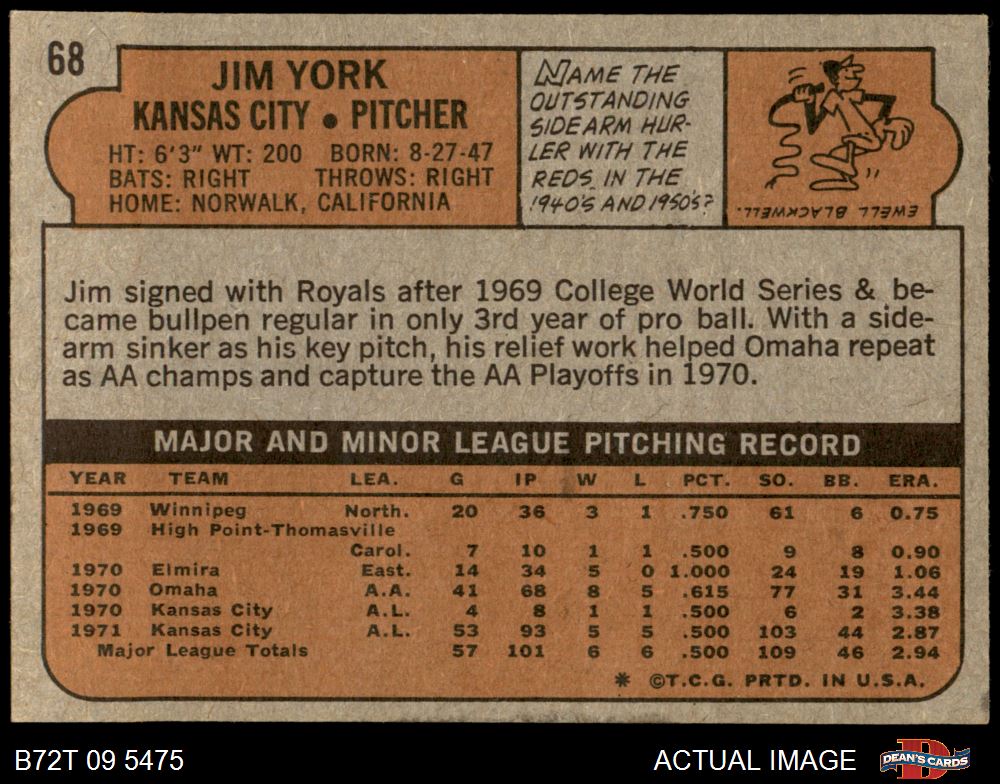 68
JIM YORK
KANSAS CITY • PITCHER
HT: 6'3" WT: 200 BORN: 8-27-47
BATS: RIGHT THROWS: RIGHT
HOME: NORWALK, CALIFORNIA
NAME THE
OUTSTANDING
SIDEARM HUR-
LER WITH THE
REDS IN THE
1940'S AND 1950'S?
EWELL BLACKWELL.
Jim signed with Royals after 1969 College World Series & be-
came bullpen regular in only 3rd year of pro ball. With a side-
arm sinker as his key pitch, his relief work helped Omaha repeat
as AA champs and capture the AA Playoffs in 1970.
MAJOR AND MINOR LEAGUE PITCHING RECORD
YEAR TEAM LEA. G IP W L PCT. SO. BB. ERA.
1969 Winnipeg North. 20 36 3 1 .750 61 6 0.75
1969 High Point-Thomasville
Carol. 7 10 1 1 .500 9 8 0.90
1970 Elmira East. 14 34 5 0 1.000 24 19 1.06
1970 Omaha A.A. 41 68 8 5 .615 77 31 3.44
1970 Kansas City A.L. 4 8 1 1 .500 6 2 3.38
1971 Kansas City A.L. 53 93 5 5 .500 103 44 2.87
Major League Totals 57 101 6 6 .500 109 46 2.94
* ©T.C.G. PRTD. IN U.S.A.
B72T 09 5475 ACTUAL IMAGE
D
DEAN'S CARDS